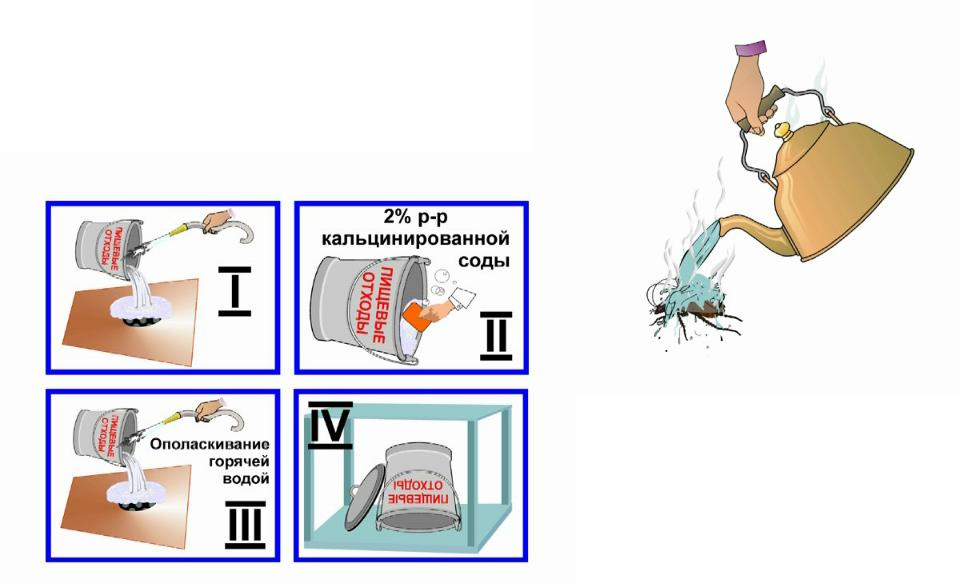 ПИЩЕВЫЕ
ОТХОДЫ
I
2% р-р
кальцинированной
соды
ПИЩЕВЫЕ
ОТХОДЫ
II
ПИЩЕВЫЕ
ОТХОДЫ
Ополаскивание
горячей
водой
III
IV
ПИЩЕВЫЕ
ОТХОДЫ